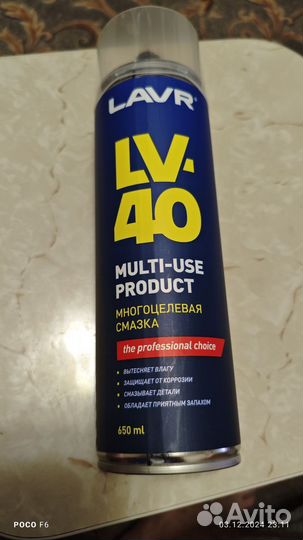 LAVR®
LV-
40
MULTI-USE
PRODUCT
МНОГОЦЕЛЕВАЯ
СМАЗКА
the professional choice
• ВЫТЕСНЯЕТ ВЛАГУ
• ЗАЩИЩАЕТ ОТ КОРРОЗИИ
• СМАЗЫВАЕТ ДЕТАЛИ
• ОБЛАДАЕТ ПРИЯТНЫМ ЗАПАХОМ
650 ml
POCO F6
03.12.2024 23:11
Avito